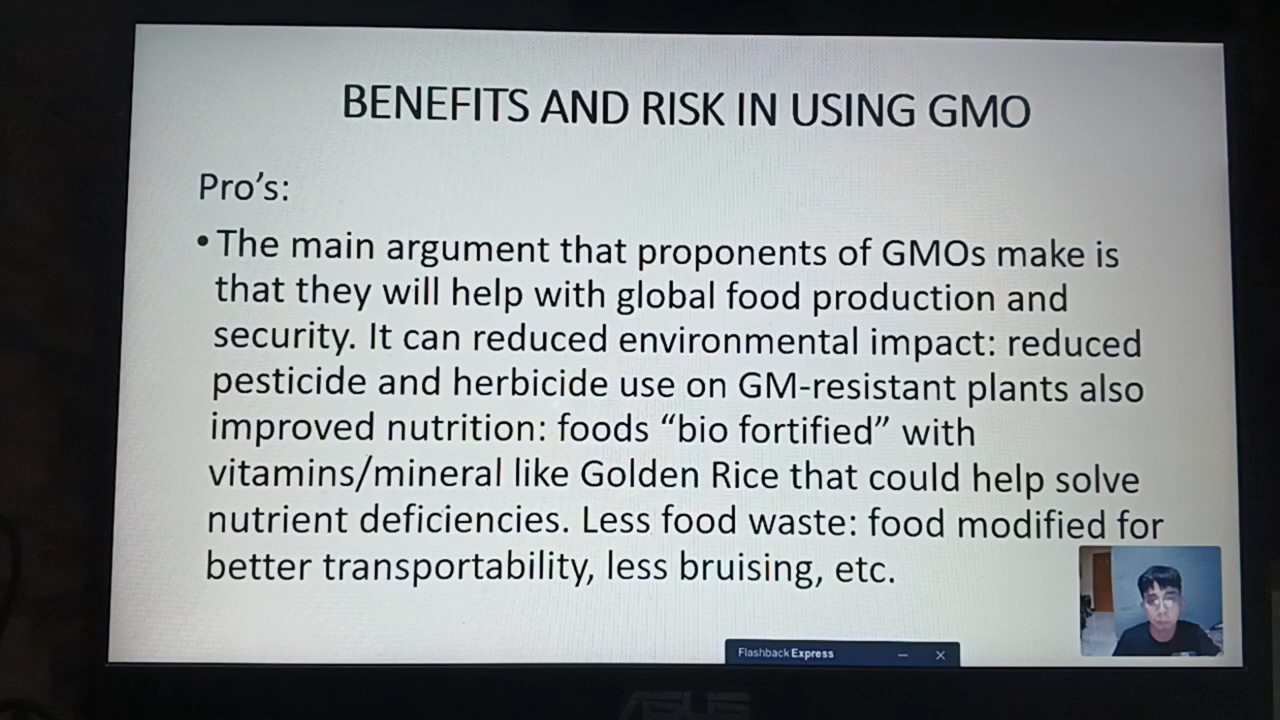 BENEFITS AND RISK IN USING GMO
Pro's:
• The main argument that proponents of GMOs make is
that they will help with global food production and
security. It can reduced environmental impact: reduced
pesticide and herbicide use on GM-resistant plants also
improved nutrition: foods “bio fortified” with
vitamins/mineral like Golden Rice that could help solve
nutrient deficiencies. Less food waste: food modified for
better transportability, less bruising, etc.
Flashback Express
ASUS